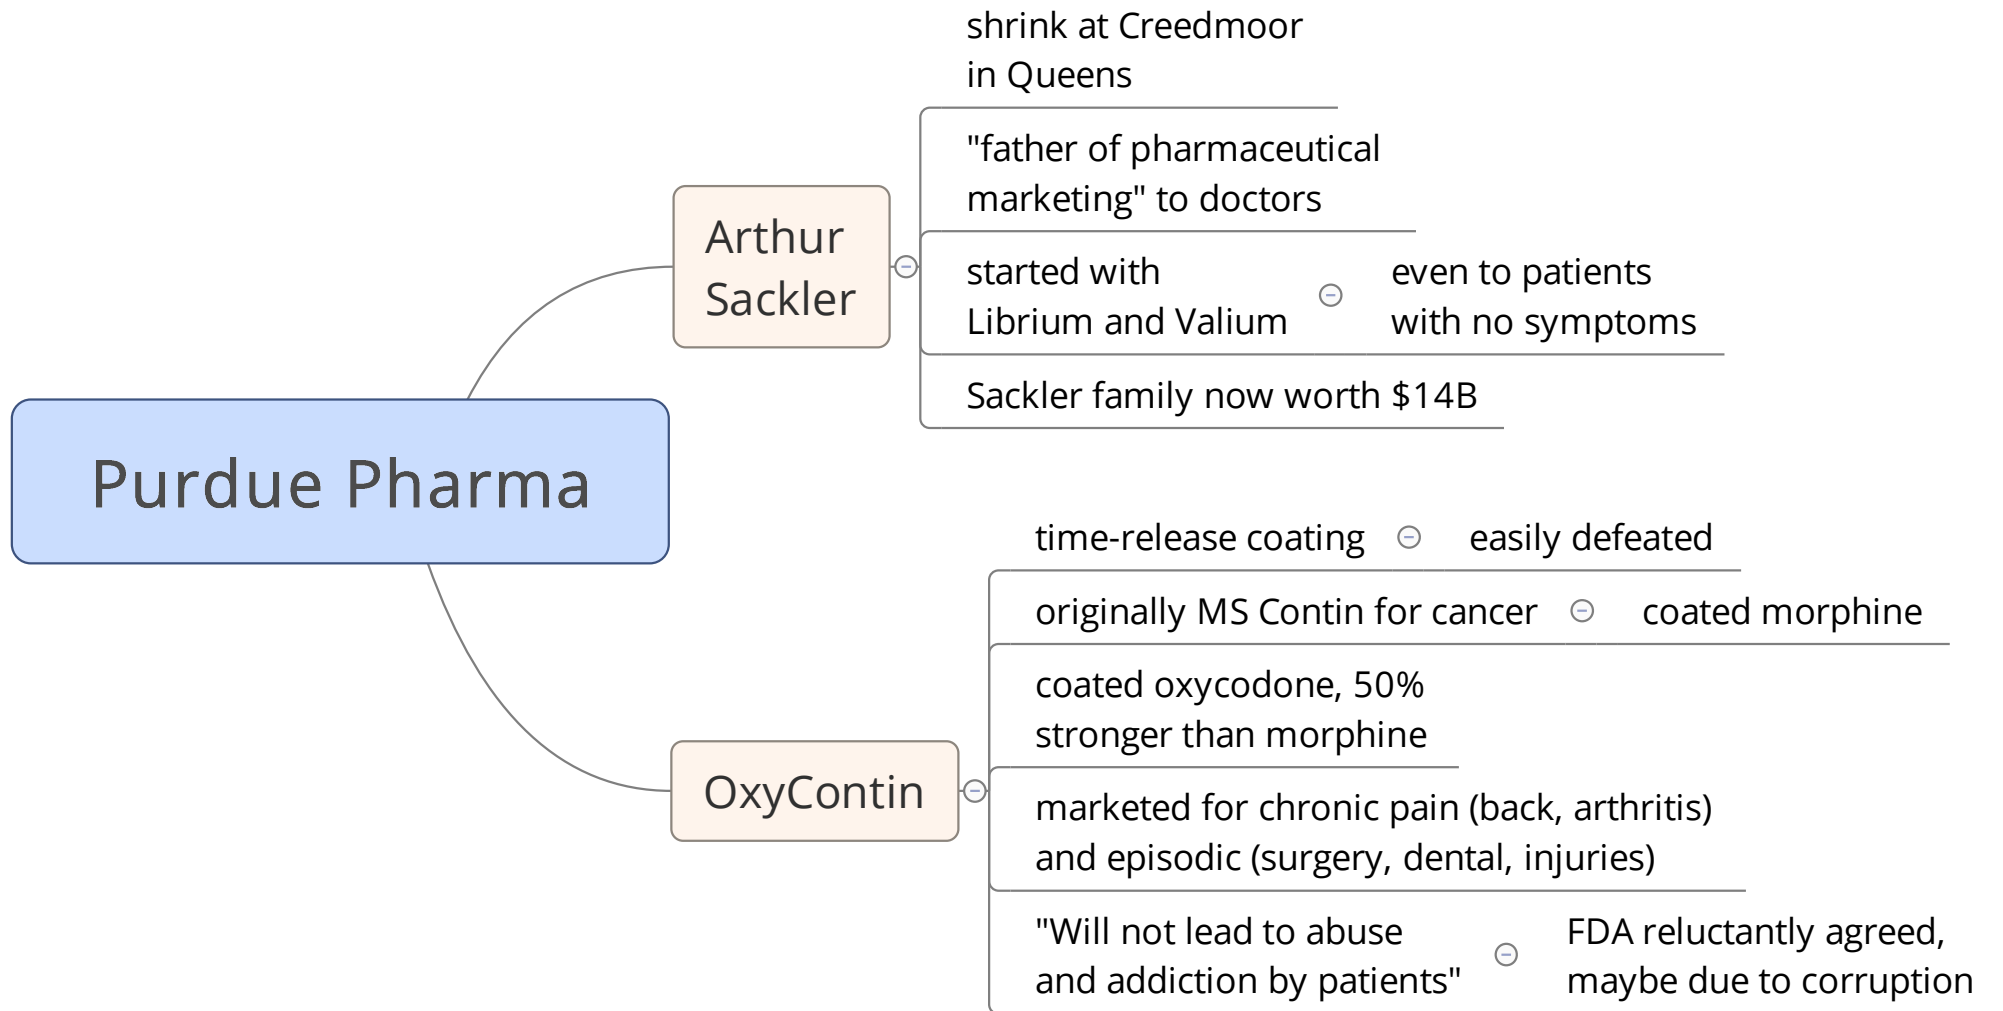 Purdue Pharma
Arthur
Sackler
shrink at Creedmoor
in Queens
"father of pharmaceutical
marketing" to doctors
started with
Librium and Valium
even to patients
with no symptoms
Sackler family now worth $14B
OxyContin
time-release coating
easily defeated
originally MS Contin for cancer
coated morphine
coated oxycodone, 50%
stronger than morphine
marketed for chronic pain (back, arthritis)
and episodic (surgery, dental, injuries)
"Will not lead to abuse
and addiction by patients"
FDA reluctantly agreed,
maybe due to corruption